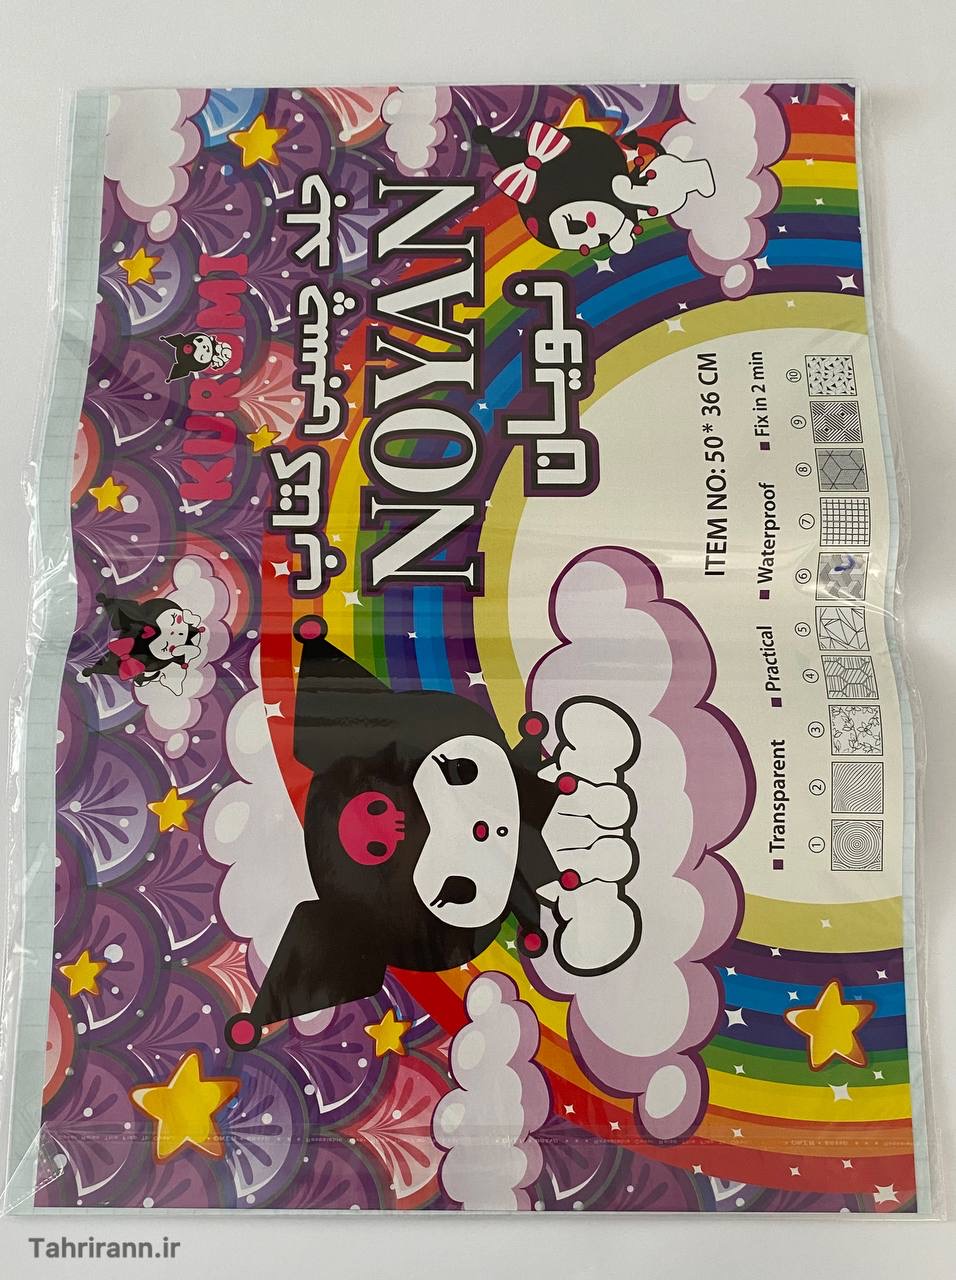 KUROMI
جلد چسبی کتاب
NOYAN
نویان
ITEM NO: 50 * 36 CM
■ Transparent ■ Practical ■ Waterproof ■ Fix in 2 min
1 2 3 4 5 6 7 8 9 10
Tahrirann.ir